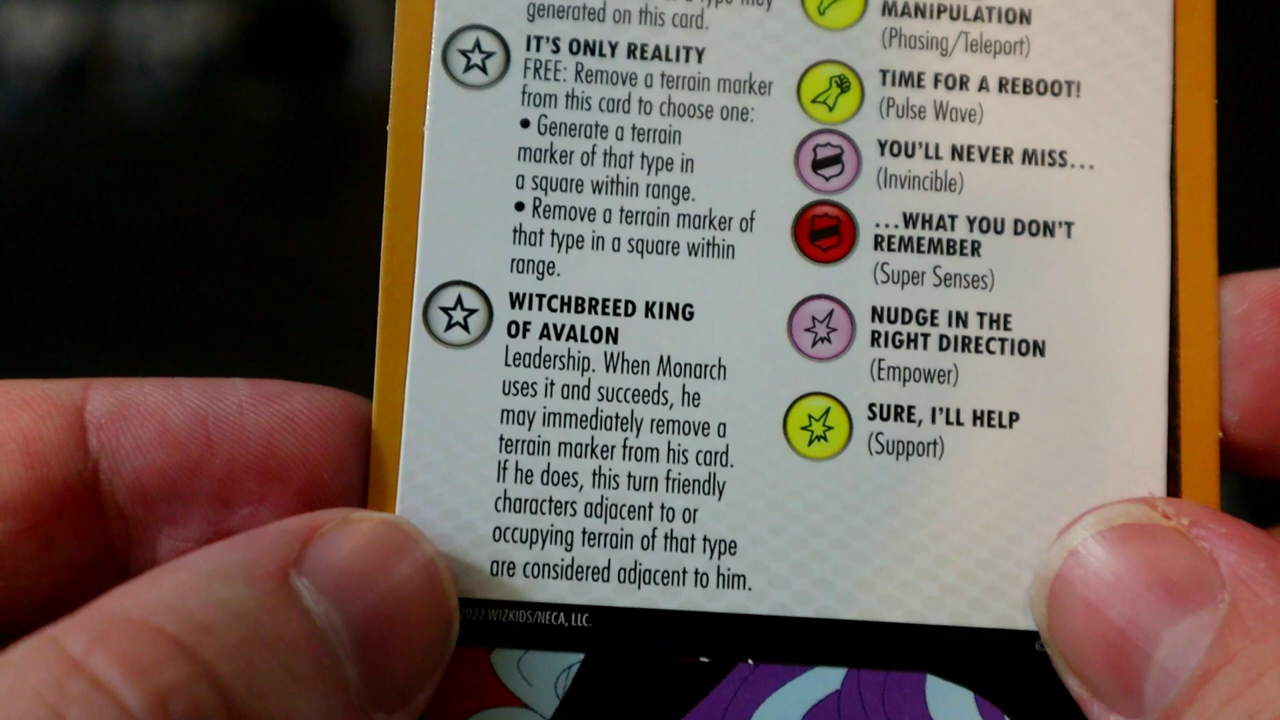 generated on this card.
IT'S ONLY REALITY
FREE: Remove a terrain marker
from this card to choose one:
• Generate a terrain
marker of that type in
a square within range.
• Remove a terrain marker of
that type in a square within
range.
WITCHBREED KING
OF AVALON
Leadership. When Monarch
uses it and succeeds, he
may immediately remove a
terrain marker from his card.
If he does, this turn friendly
characters adjacent to or
occupying terrain of that type
are considered adjacent to him.
MANIPULATION
(Phasing/Teleport)
TIME FOR A REBOOT!
(Pulse Wave)
YOU'LL NEVER MISS...
(Invincible)
...WHAT YOU DON'T
REMEMBER
(Super Senses)
NUDGE IN THE
RIGHT DIRECTION
(Empower)
SURE, I'LL HELP
(Support)
2022 WIZKIDS/NECA, LLC.